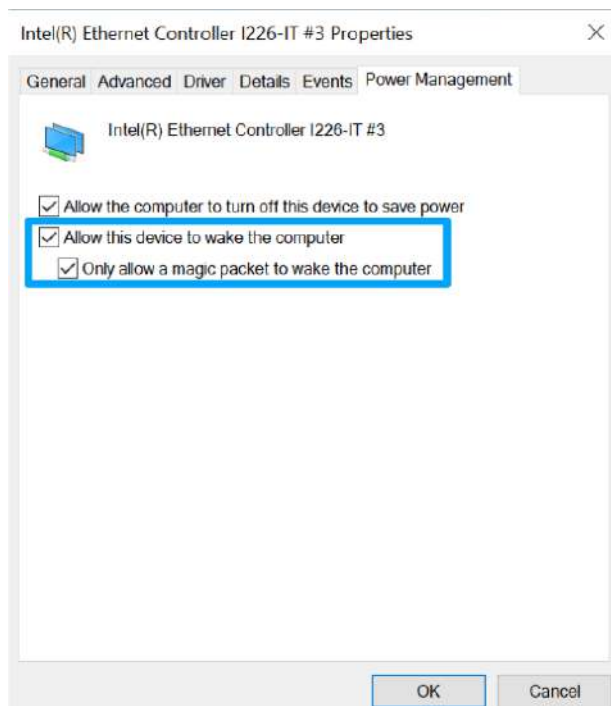 Intel(R) Ethernet Controller I226-IT #3 Properties
General Advanced Driver Details Events Power Management
Intel(R) Ethernet Controller I226-IT #3
Allow the computer to turn off this device to save power
Allow this device to wake the computer
Only allow a magic packet to wake the computer
OK Cancel